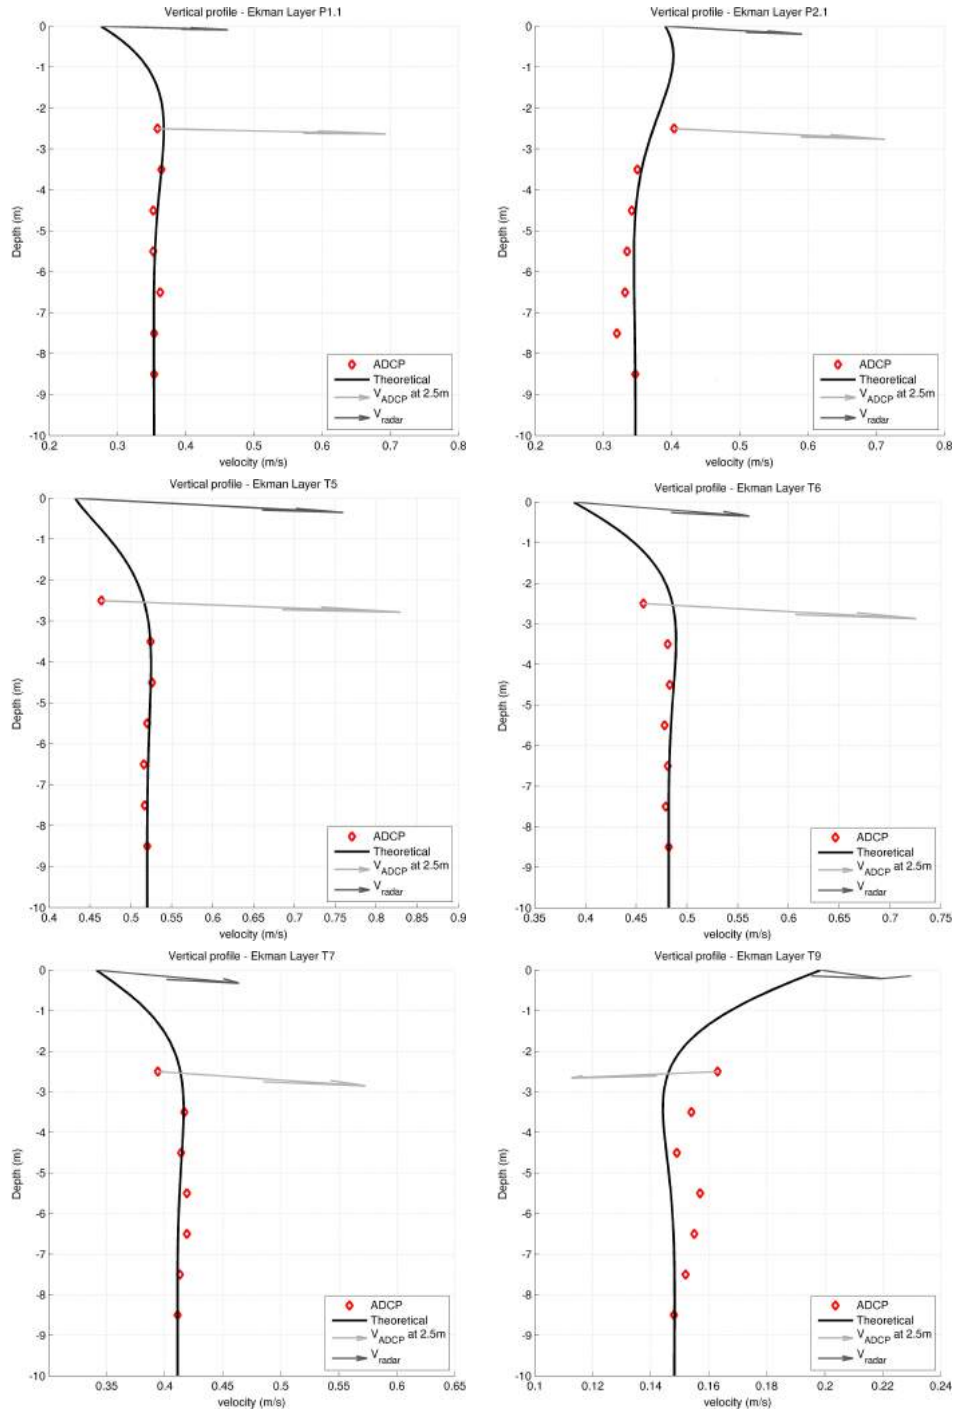 Vertical profile - Ekman Layer P1.1
0
-1
-2
-3
-4
-5
-6
-7
-8
-9
-10
Depth (m)
0.2 0.3 0.4 0.5 0.6 0.7 0.8
velocity (m/s)
ADCP
Theoretical
V_ADCP at 2.5m
V_radar
Vertical profile - Ekman Layer P2.1
0
-1
-2
-3
-4
-5
-6
-7
-8
-9
-10
Depth (m)
0.2 0.3 0.4 0.5 0.6 0.7 0.8
velocity (m/s)
ADCP
Theoretical
V_ADCP at 2.5m
V_radar
Vertical profile - Ekman Layer T5
0
-1
-2
-3
-4
-5
-6
-7
-8
-9
-10
Depth (m)
0.4 0.45 0.5 0.55 0.6 0.65 0.7 0.75 0.8 0.85 0.9
velocity (m/s)
ADCP
Theoretical
V_ADCP at 2.5m
V_radar
Vertical profile - Ekman Layer T6
0
-1
-2
-3
-4
-5
-6
-7
-8
-9
-10
Depth (m)
0.35 0.4 0.45 0.5 0.55 0.6 0.65 0.7 0.75
velocity (m/s)
ADCP
Theoretical
V_ADCP at 2.5m
V_radar
Vertical profile - Ekman Layer T7
0
-1
-2
-3
-4
-5
-6
-7
-8
-9
-10
Depth (m)
0.35 0.4 0.45 0.5 0.55 0.6 0.65
velocity (m/s)
ADCP
Theoretical
V_ADCP at 2.5m
V_radar
Vertical profile - Ekman Layer T9
0
-1
-2
-3
-4
-5
-6
-7
-8
-9
-10
Depth (m)
0.1 0.12 0.14 0.16 0.18 0.2 0.22 0.24
velocity (m/s)
ADCP
Theoretical
V_ADCP at 2.5m
V_radar